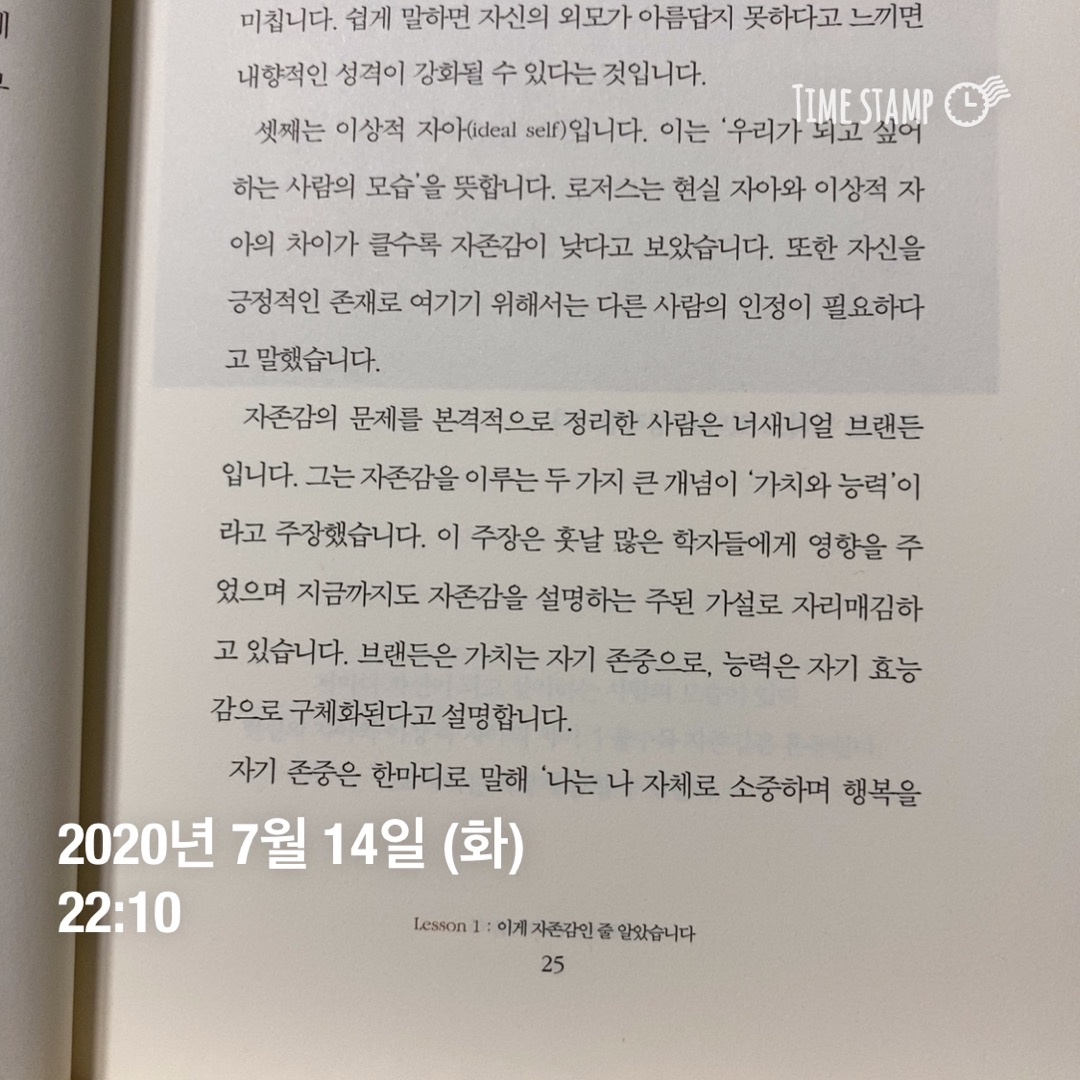 미칩니다. 쉽게 말하면 자신의 외모가 아름답지 못하다고 느끼면
내향적인 성격이 강화될 수 있다는 것입니다.
TIME STAMP
셋째는 이상적 자아(ideal self)입니다. 이는 ‘우리가 되고 싶어
하는 사람의 모습’을 뜻합니다. 로저스는 현실 자아와 이상적 자
아의 차이가 클수록 자존감이 낮다고 보았습니다. 또한 자신을
긍정적인 존재로 여기기 위해서는 다른 사람의 인정이 필요하다
고 말했습니다.
자존감의 문제를 본격적으로 정리한 사람은 너새니얼 브랜든
입니다. 그는 자존감을 이루는 두 가지 큰 개념이 ‘가치와 능력’이
라고 주장했습니다. 이 주장은 훗날 많은 학자들에게 영향을 주
었으며 지금까지도 자존감을 설명하는 주된 가설로 자리매김하
고 있습니다. 브랜든은 가치는 자기 존중으로, 능력은 자기 효능
감으로 구체화된다고 설명합니다.
자기 존중은 한마디로 말해 ‘나는 나 자체로 소중하며 행복을
2020년 7월 14일 (화)
22:10
Lesson 1 : 이게 자존감인 줄 알았습니다
25